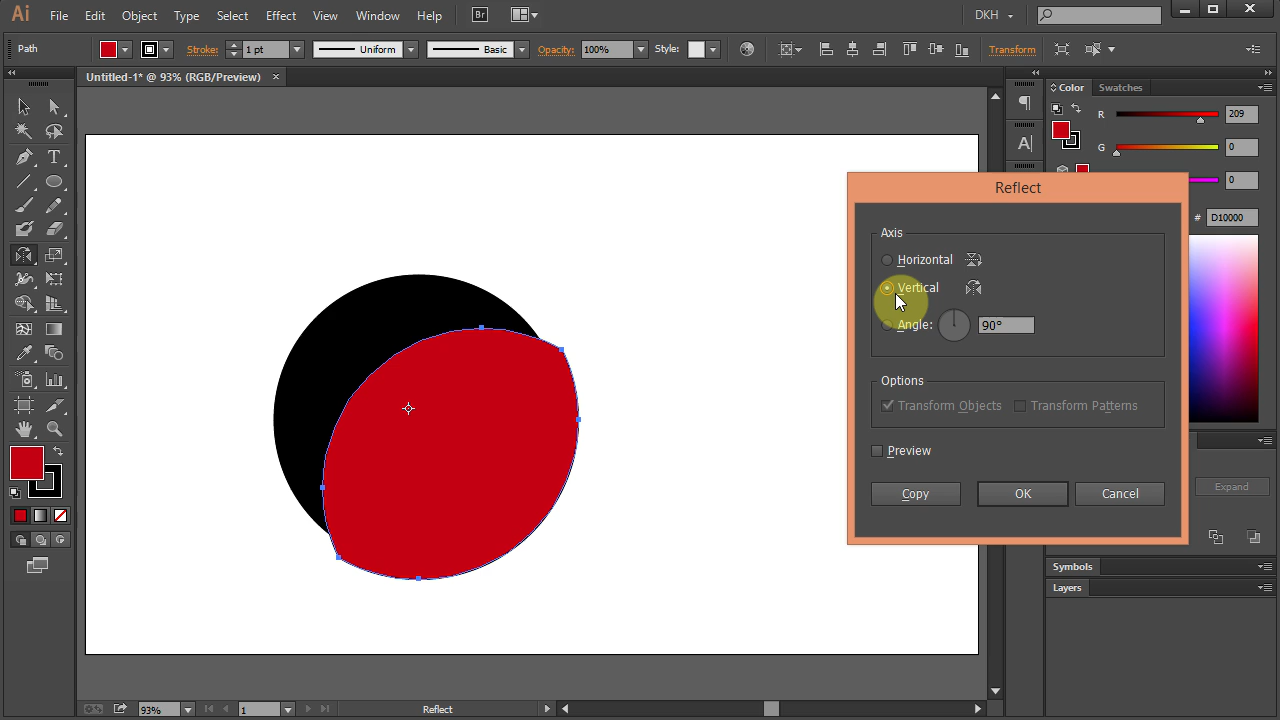 Ai File Edit Object Type Select Effect View Window Help Br DKH
Path Stroke: 1 pt Uniform Basic Opacity: 100% Style: Transform
Untitled-1* @ 93% (RGB/Preview) × Color Swatches
R 209
G 0
0
# D10000
Reflect
Axis
Horizontal
Vertical
Angle: 90°
Options
Transform Objects Transform Patterns
Preview
Copy OK Cancel
Expand
Symbols
Layers
93% 1 Reflect